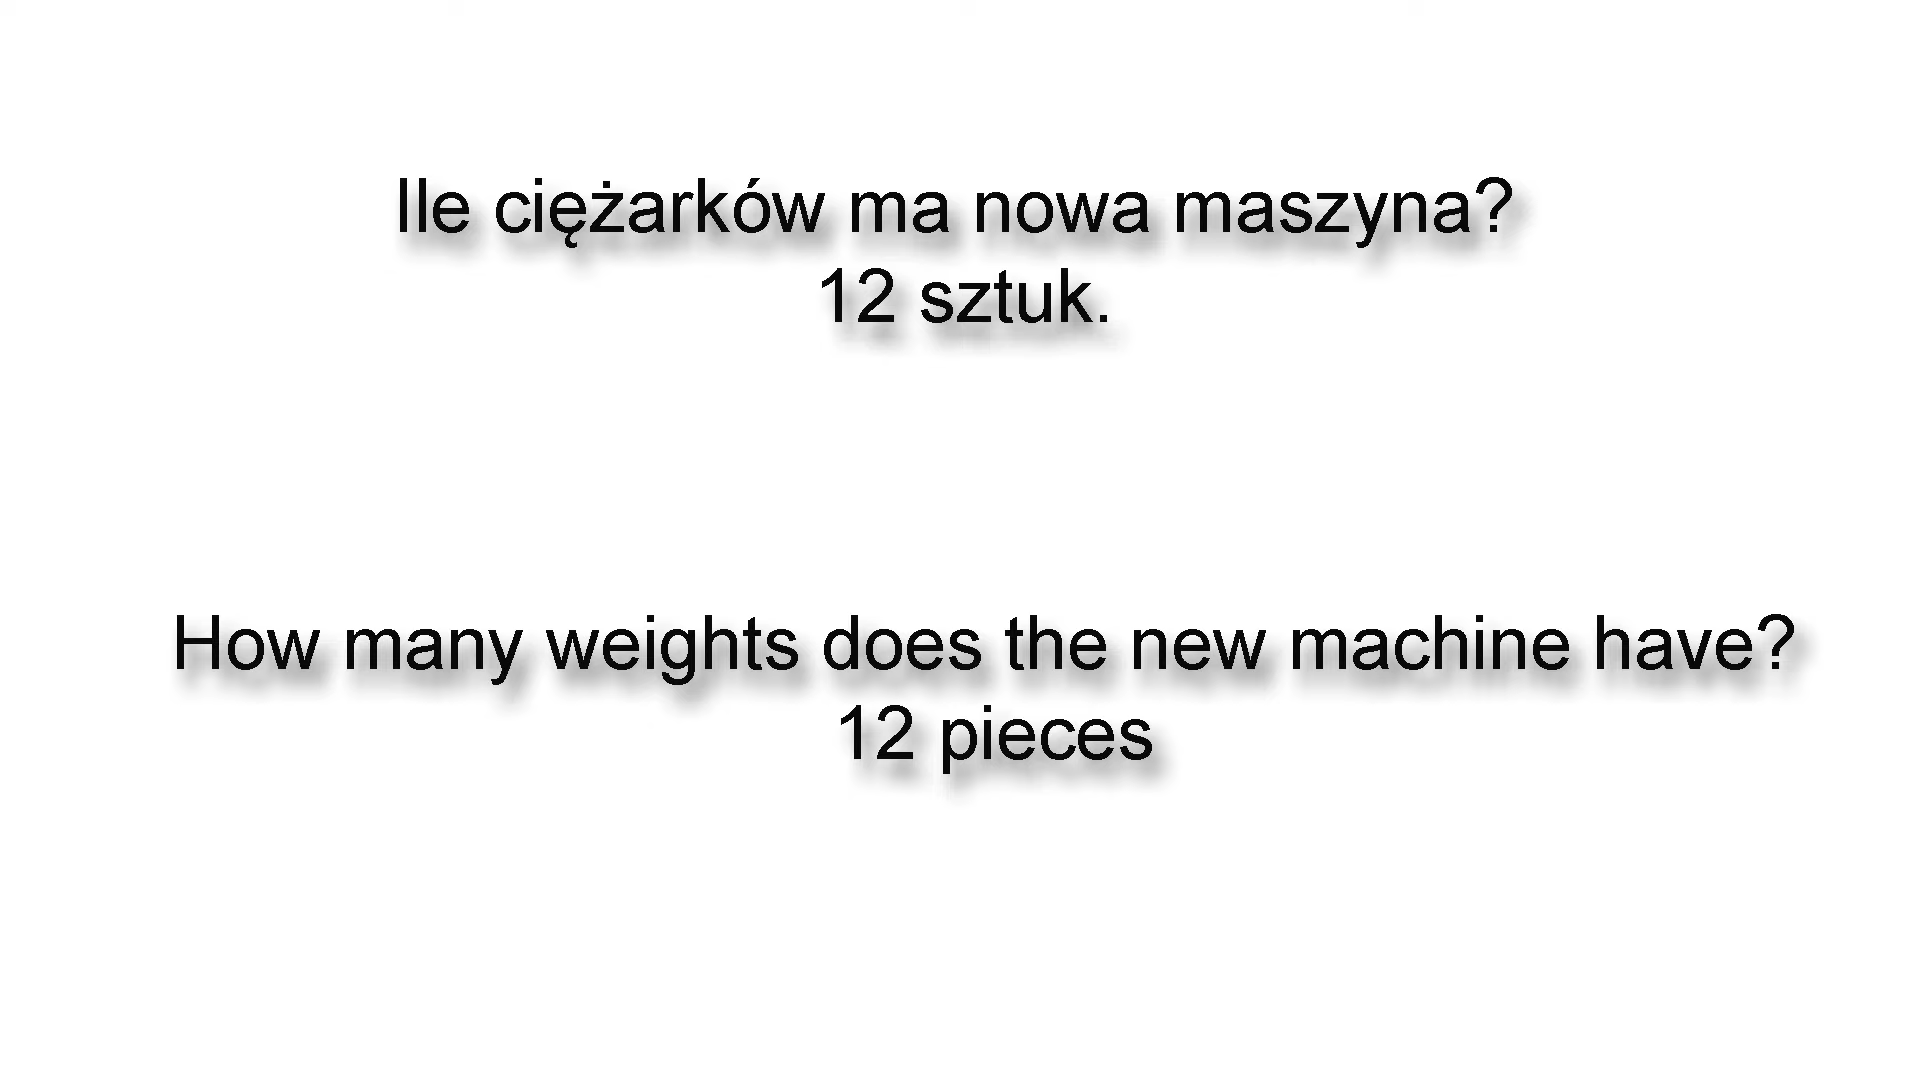 Ile ciężarków ma nowa maszyna?
12 sztuk.
How many weights does the new machine have?
12 pieces